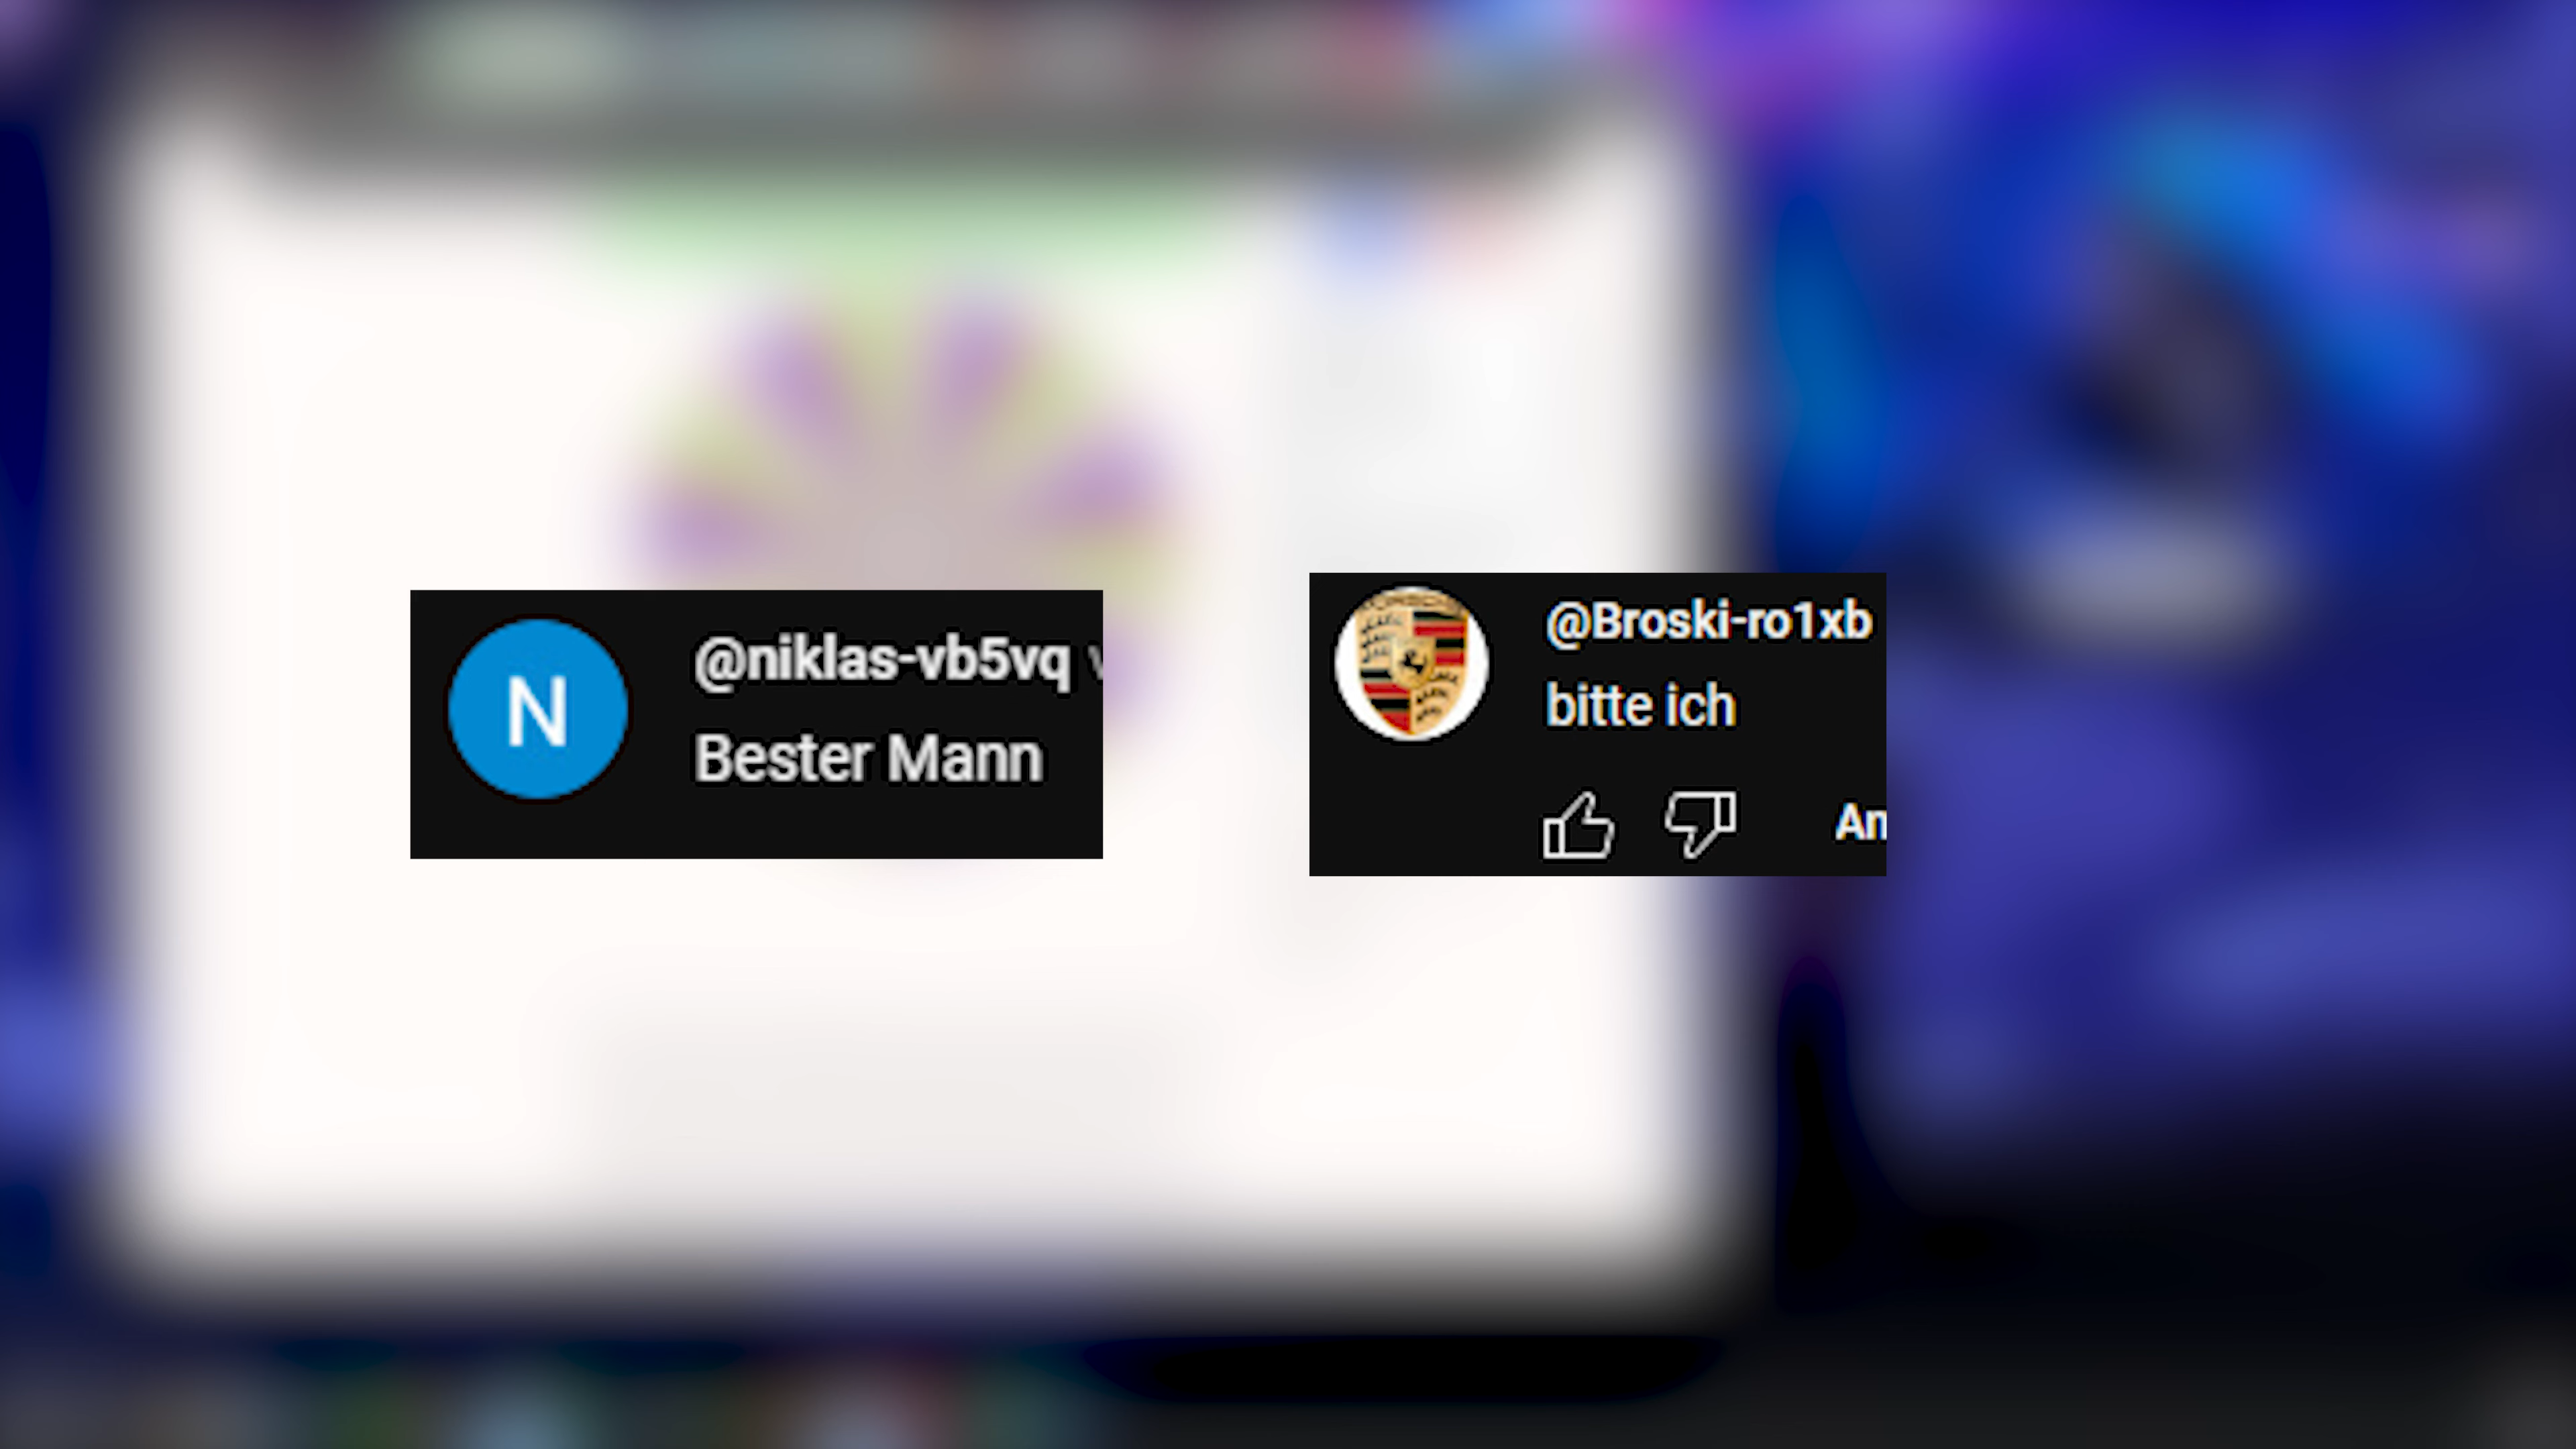 N
@niklas-vb5vq
Bester Mann
@Broski-ro1xb
bitte ich